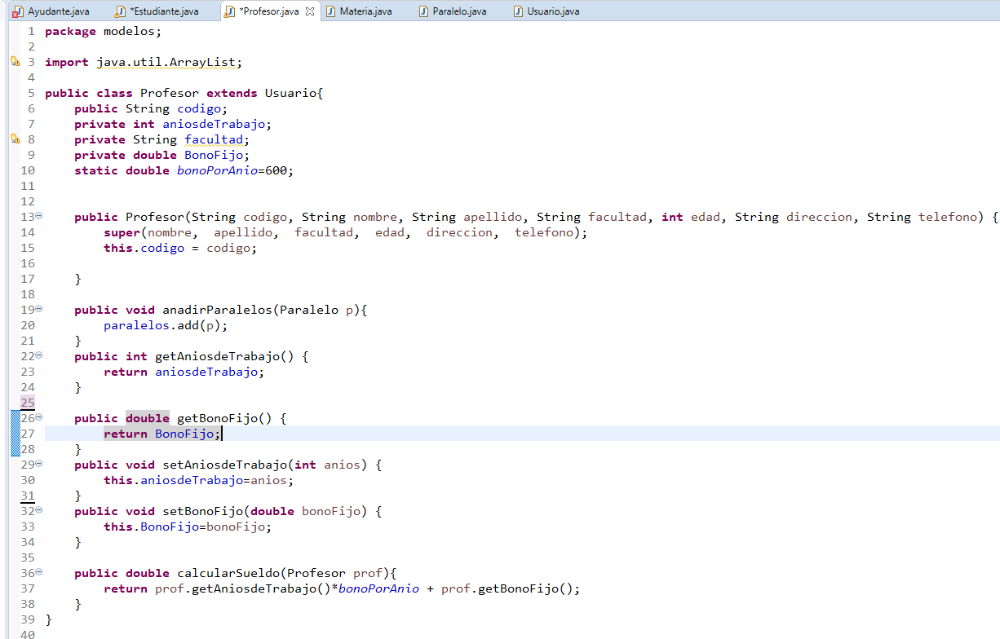 Ayudante.java *Estudiante.java *Profesor.java Materia.java Paralelo.java Usuario.java
1 package modelos;
2
3 import java.util.ArrayList;
4
5 public class Profesor extends Usuario{
6 public String codigo;
7 private int aniosdeTrabajo;
8 private String facultad;
9 private double BonoFijo;
10 static double bonoPorAnio=600;
11
12
13 public Profesor(String codigo, String nombre, String apellido, String facultad, int edad, String direccion, String telefono) {
14 super(nombre, apellido, facultad, edad, direccion, telefono);
15 this.codigo = codigo;
16
17 }
18
19 public void anadirParalelos(Paralelo p){
20 paralelos.add(p);
21 }
22 public int getAniosdeTrabajo() {
23 return aniosdeTrabajo;
24 }
25
26 public double getBonoFijo() {
27 return BonoFijo;
28 }
29 public void setAniosdeTrabajo(int anios) {
30 this.aniosdeTrabajo=anios;
31 }
32 public void setBonoFijo(double bonoFijo) {
33 this.BonoFijo=bonoFijo;
34 }
35
36 public double calcularSueldo(Profesor prof){
37 return prof.getAniosdeTrabajo()*bonoPorAnio + prof.getBonoFijo();
38 }
39 }
40